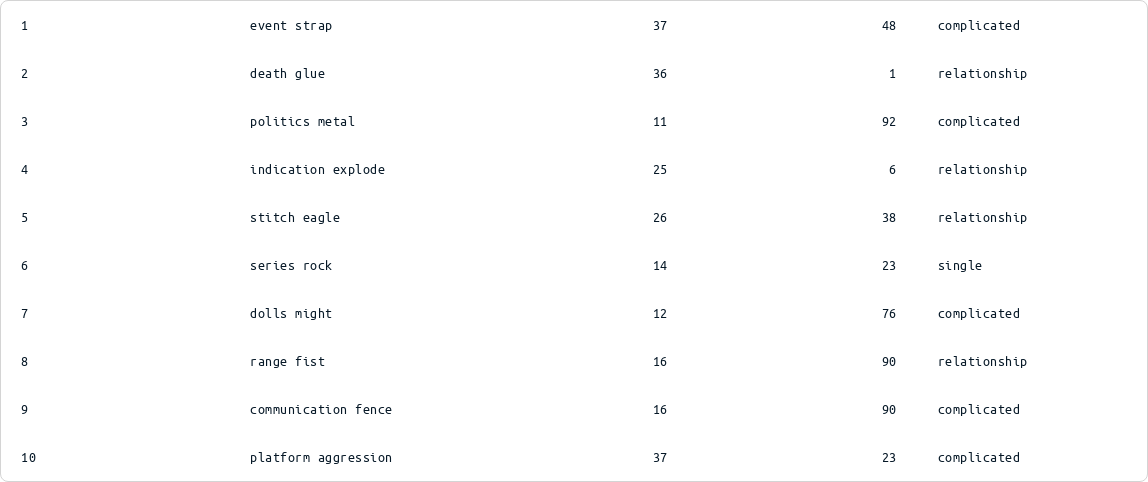 1 event strap 37 48 complicated
2 death glue 36 1 relationship
3 politics metal 11 92 complicated
4 indication explode 25 6 relationship
5 stitch eagle 26 38 relationship
6 series rock 14 23 single
7 dolls might 12 76 complicated
8 range fist 16 90 relationship
9 communication fence 16 90 complicated
10 platform aggression 37 23 complicated